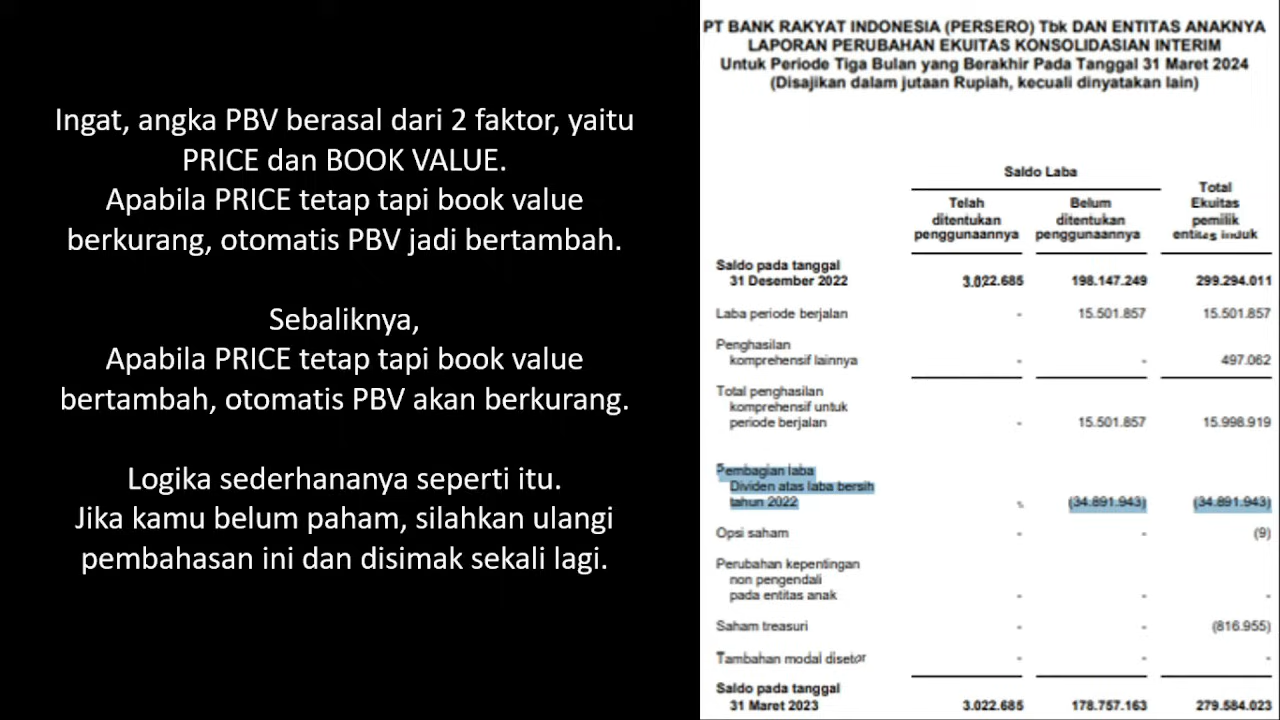 Ingat, angka PBV berasal dari 2 faktor, yaitu
PRICE dan BOOK VALUE.
Apabila PRICE tetap tapi book value
berkurang, otomatis PBV jadi bertambah.
Sebaliknya,
Apabila PRICE tetap tapi book value
bertambah, otomatis PBV akan berkurang.
Logika sederhananya seperti itu.
Jika kamu belum paham, silahkan ulangi
pembahasan ini dan disimak sekali lagi.
PT BANK RAKYAT INDONESIA (PERSERO) Tbk DAN ENTITAS ANAKNYA
LAPORAN PERUBAHAN EKUITAS KONSOLIDASIAN INTERIM
Untuk Periode Tiga Bulan yang Berakhir Pada Tanggal 31 Maret 2024
(Disajikan dalam jutaan Rupiah, kecuali dinyatakan lain)
Saldo Laba
Telah ditentukan penggunaannya
Belum ditentukan penggunaannya
Total Ekuitas pemilik entitas induk
Saldo pada tanggal
31 Desember 2022 3.022.685 198.147.249 299.294.011
Laba periode berjalan - 15.501.857 15.501.857
Penghasilan
komprehensif lainnya - - 497.062
Total penghasilan
komprehensif untuk
periode berjalan - 15.501.857 15.998.919
Pembagian laba
Dividen atas laba bersih
tahun 2022 - (34.891.943) (34.891.943)
Opsi saham - - (9)
Perubahan kepentingan
non pengendali
pada entitas anak - - -
Saham treasuri - - (816.955)
Tambahan modal disetor - - -
Saldo pada tanggal
31 Maret 2023 3.022.685 178.757.163 279.584.023